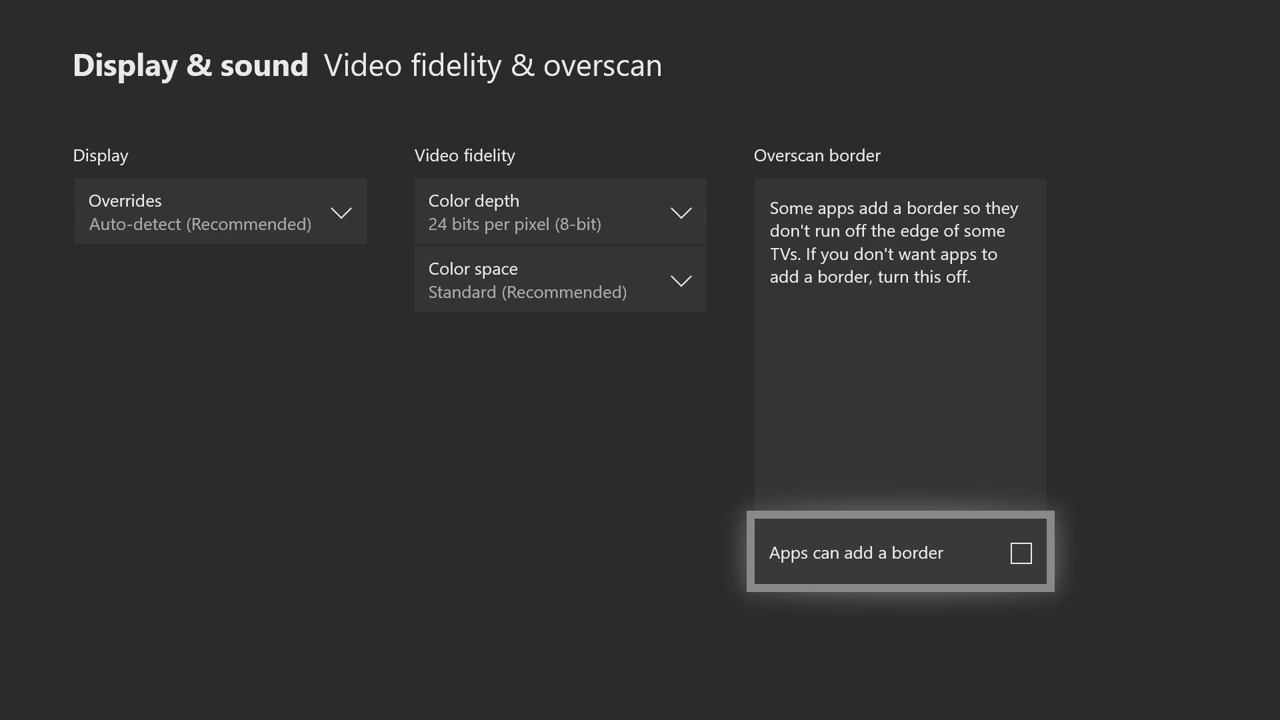 Display & sound Video fidelity & overscan
Display
Overrides
Auto-detect (Recommended)
Video fidelity
Color depth
24 bits per pixel (8-bit)
Color space
Standard (Recommended)
Overscan border
Some apps add a border so they
don't run off the edge of some
TVs. If you don't want apps to
add a border, turn this off.
Apps can add a border